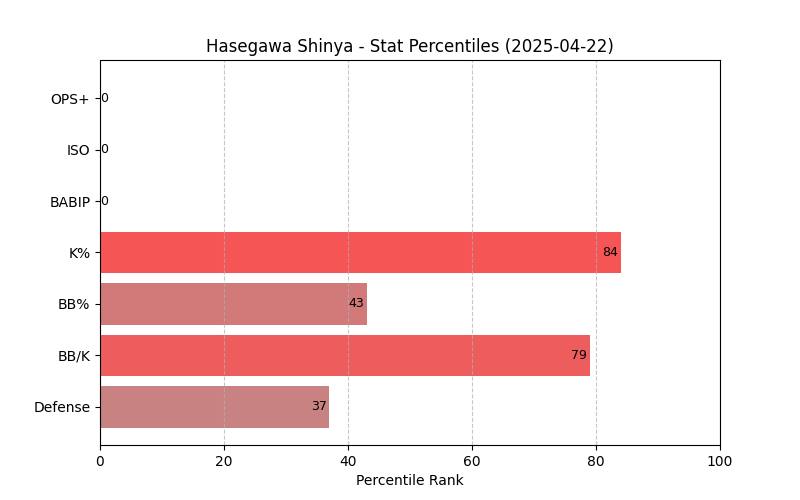 Hasegawa Shinya - Stat Percentiles (2025-04-22)
OPS+ 0
ISO 0
BABIP 0
K% 84
BB% 43
BB/K 79
Defense 37
0 20 40 60 80 100
Percentile Rank